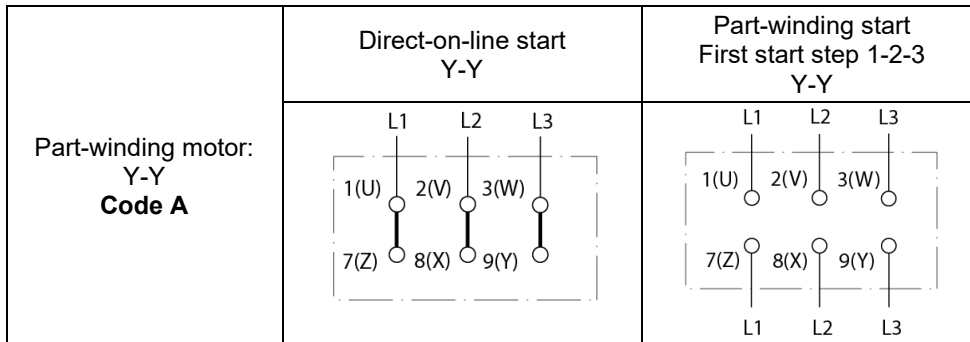 Part-winding motor:
Y-Y
Code A
Direct-on-line start
Y-Y
L1 L2 L3
1(U) 2(V) 3(W)
7(Z) 8(X) 9(Y)
Part-winding start
First start step 1-2-3
Y-Y
L1 L2 L3
1(U) 2(V) 3(W)
7(Z) 8(X) 9(Y)
L1 L2 L3